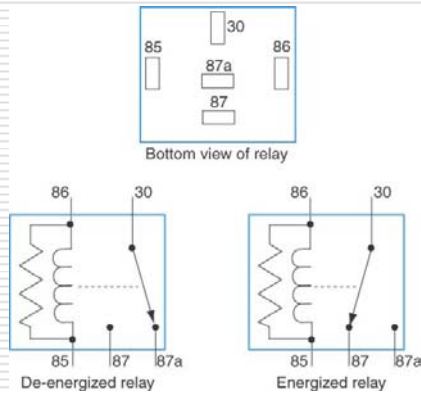 30
85
86
87a
87
Bottom view of relay
86 30
86 30
85 87 87a
85 87 87a
De-energized relay
Energized relay